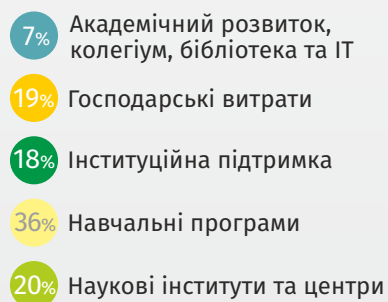 7% Академічний розвиток,
колегіум, бібліотека та ІТ
19% Господарські витрати
18% Інституційна підтримка
36% Навчальні програми
20% Наукові інститути та центри